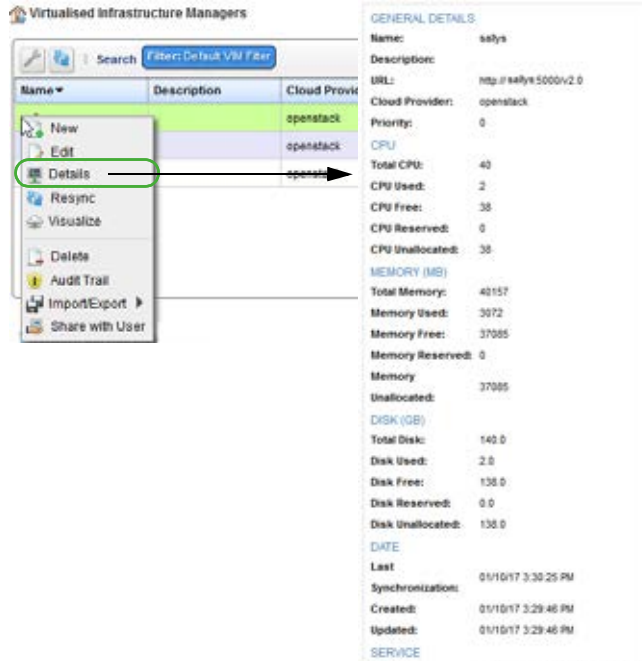 Virtualised Infrastructure Managers
Search Filter: Default VIM Filter
Name Description Cloud Provid
openstack
openstack
openstack
New
Edit
Details
Resync
Visualize
Delete
Audit Trail
Import/Export
Share with User
GENERAL DETAILS
Name: sallys
Description:
URL: http://sallys:5000/v2.0
Cloud Provider: openstack
Priority: 0
CPU
Total CPU: 40
CPU Used: 2
CPU Free: 38
CPU Reserved: 0
CPU Unallocated: 38
MEMORY (MB)
Total Memory: 40157
Memory Used: 3072
Memory Free: 37085
Memory Reserved: 0
Memory
Unallocated: 37085
DISK (GB)
Total Disk: 140.0
Disk Used: 2.0
Disk Free: 138.0
Disk Reserved: 0.0
Disk Unallocated: 138.0
DATE
Last
Synchronization: 01/10/17 3:30:25 PM
Created: 01/10/17 3:29:46 PM
Updated: 01/10/17 3:29:46 PM
SERVICE